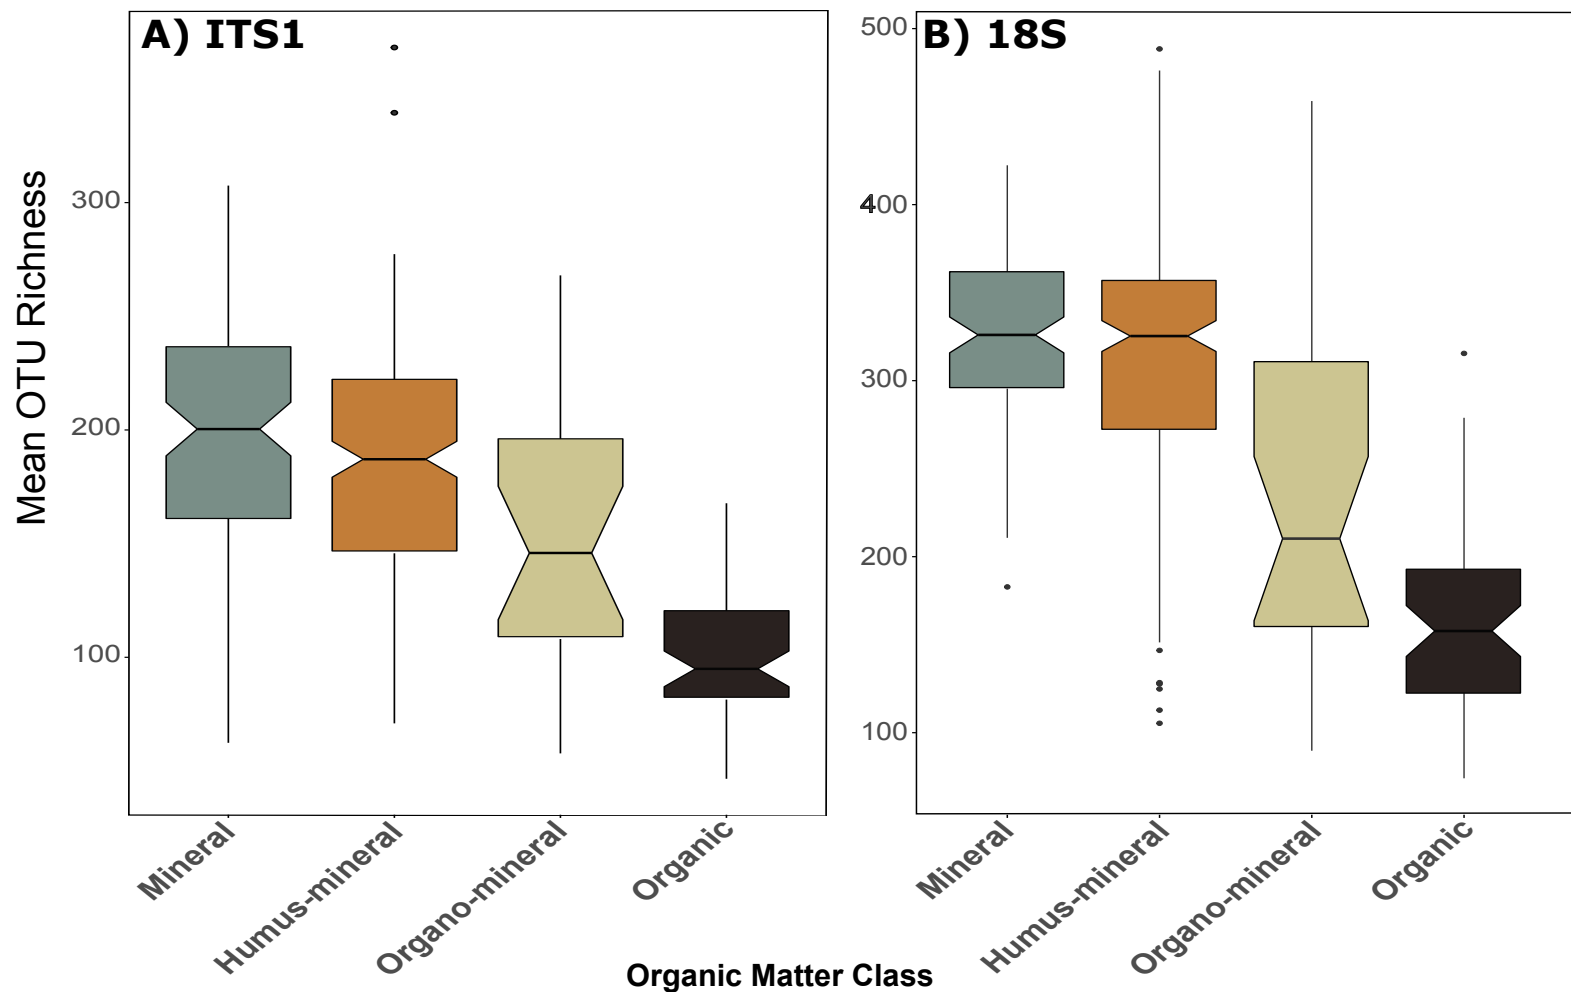 A) ITS1
Mean OTU Richness
300
200
100
Mineral
Humus-mineral
Organo-mineral
Organic
B) 18S
500
400
300
200
100
Mineral
Humus-mineral
Organo-mineral
Organic
Organic Matter Class